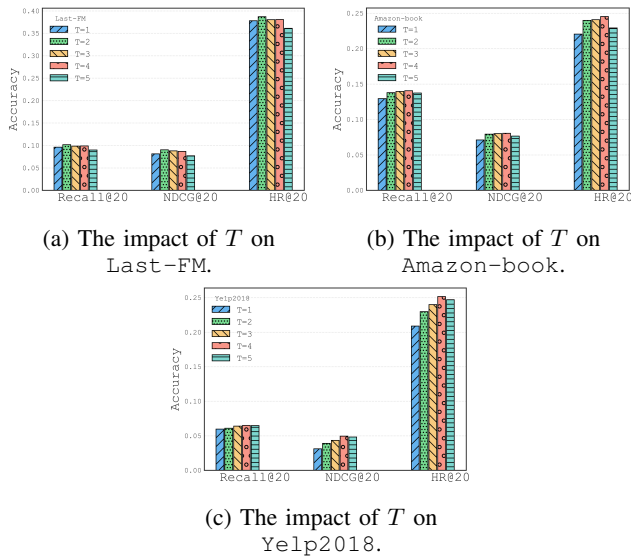 Last-FM
T=1
T=2
T=3
T=4
T=5
Accuracy
0.40
0.35
0.30
0.25
0.20
0.15
0.10
0.05
0.00
Recall@20 NDCG@20 HR@20
(a) The impact of T on
Last-FM.
Amazon-book
T=1
T=2
T=3
T=4
T=5
Accuracy
0.25
0.20
0.15
0.10
0.05
0.00
Recall@20 NDCG@20 HR@20
(b) The impact of T on
Amazon-book.
Yelp2018
T=1
T=2
T=3
T=4
T=5
Accuracy
0.25
0.20
0.15
0.10
0.05
0.00
Recall@20 NDCG@20 HR@20
(c) The impact of T on
Yelp2018.